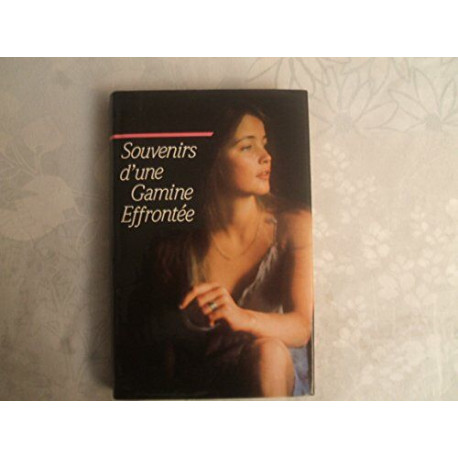 Souvenirs
d'une
Gamine
Effrontée